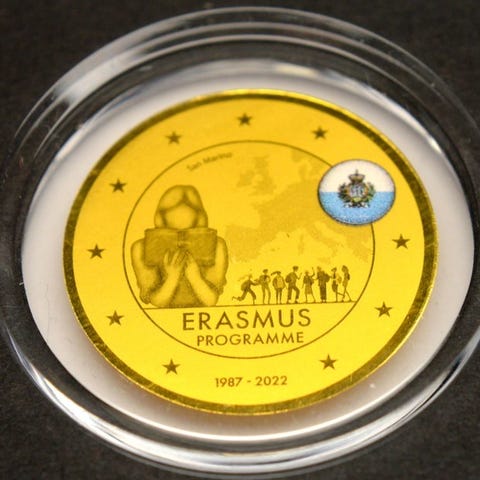 San Marino
ERASMUS
PROGRAMME
1987 - 2022